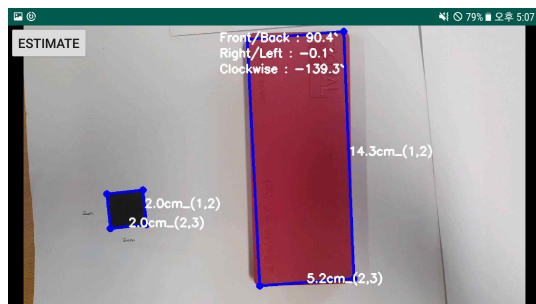 79% 오후 5:07
ESTIMATE
Front/Back : 90.4°
Right/Left : -0.1°
Clockwise : -139.3°
14.3cm_(1,2)
2.0cm_(1,2)
2.0cm_(2,3)
5.2cm_(2,3)